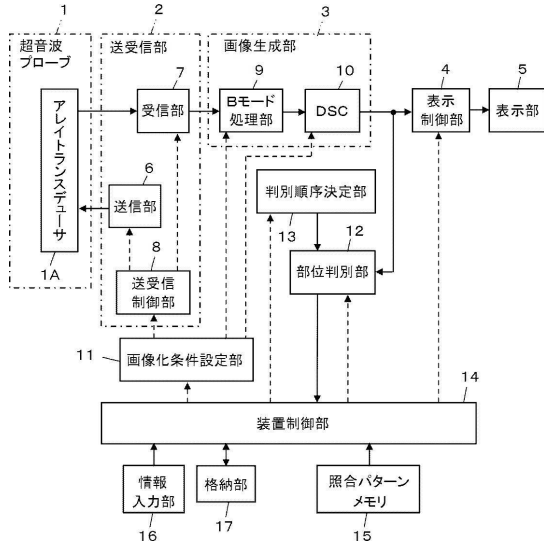 1
2
3
超音波
プローブ
送受信部
画像生成部
7
9
10
4
5
アレイトランスデューサ
受信部
Bモード
処理部
DSC
表示
制御部
表示部
6
送信部
判別順序決定部
13
12
1A
8
送受信
制御部
部位判別部
11
画像化条件設定部
14
装置制御部
情報
入力部
格納部
照合パターン
メモリ
16
17
15